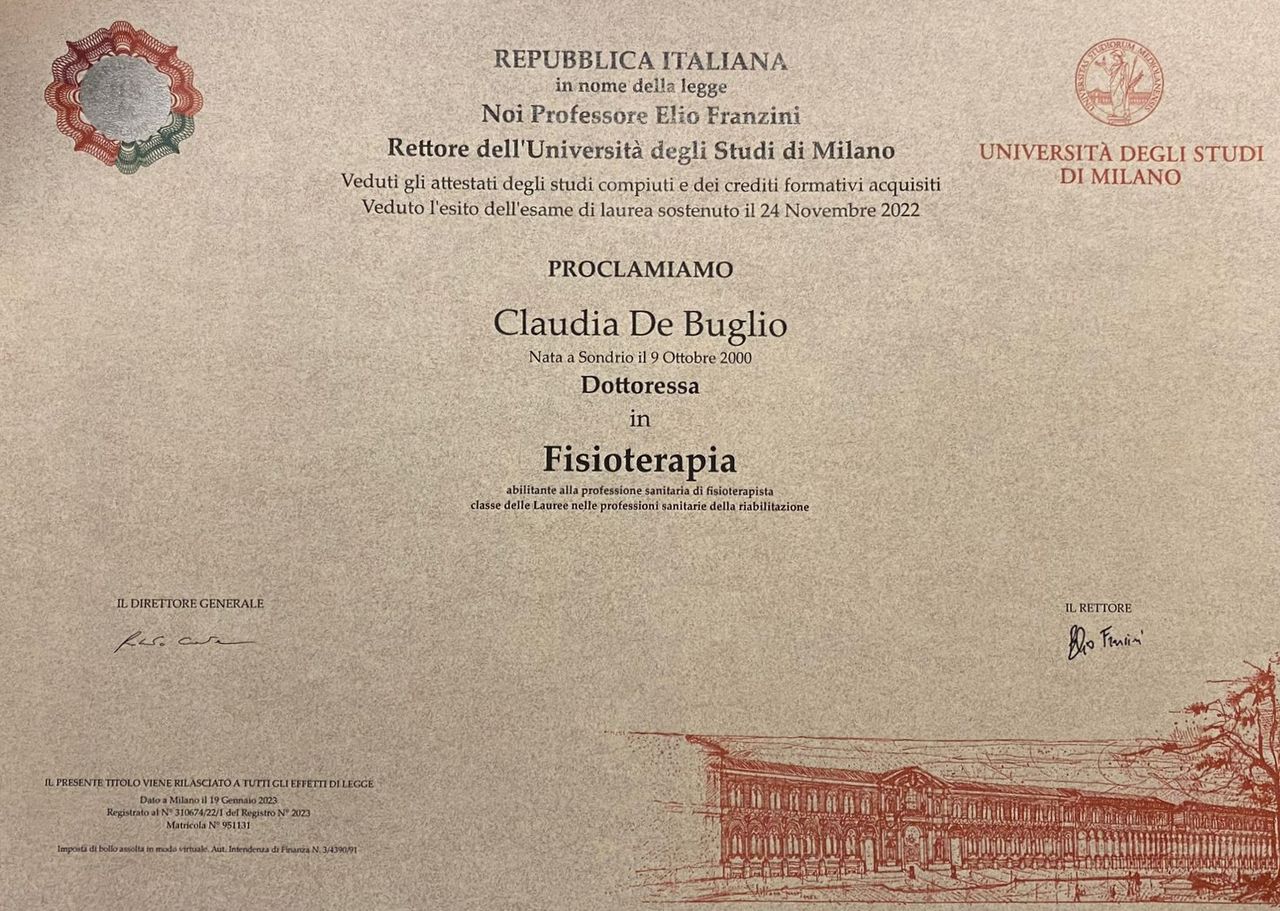 REPUBBLICA ITALIANA
in nome della legge
Noi Professore Elio Franzini
Rettore dell'Università degli Studi di Milano
Veduti gli attestati degli studi compiuti e dei crediti formativi acquisiti
Veduto l'esito dell'esame di laurea sostenuto il 24 Novembre 2022
UNIVERSITAS STUDIORUM MEDIOLANENSIS
UNIVERSITÀ DEGLI STUDI
DI MILANO
PROCLAMIAMO
Claudia De Buglio
Nata a Sondrio il 9 Ottobre 2000
Dottoressa
in
Fisioterapia
abilitante alla professione sanitaria di fisioterapista
classe delle Lauree nelle professioni sanitarie della riabilitazione
IL DIRETTORE GENERALE
IL RETTORE
Elio Franzini
IL PRESENTE TITOLO VIENE RILASCIATO A TUTTI GLI EFFETTI DI LEGGE
Dato a Milano il 19 Gennaio 2023
Registrato al N° 310674/22/1 del Registro N° 2023
Matricola N° 951131
Imposta di bollo assolta in modo virtuale. Aut. Intendenza di Finanza N. 3/4390/91